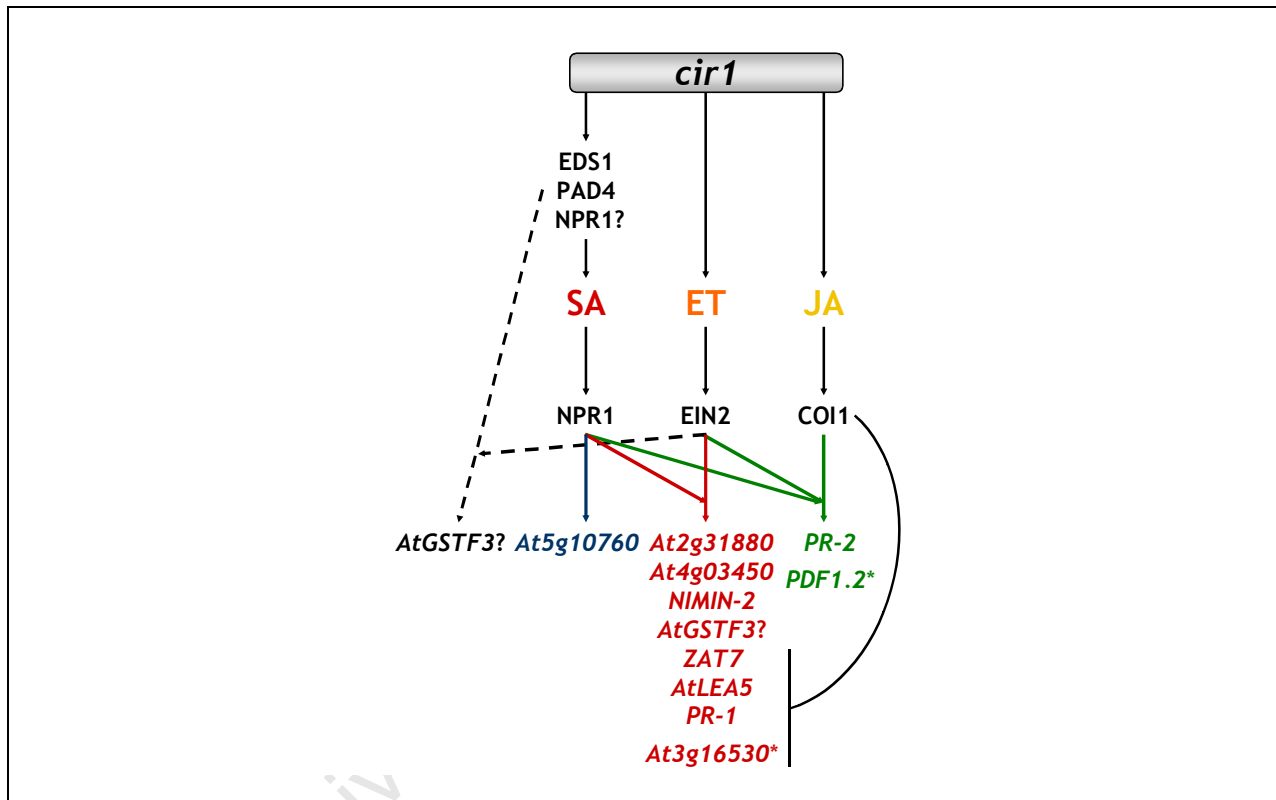 cir1
EDS1
PAD4
NPR1?
SA ET JA
NPR1 EIN2 COI1
AtGSTF3? At5g10760 At2g31880 PR-2
At4g03450 PDF1.2*
NIMIN-2
AtGSTF3?
ZAT7
AtLEA5
PR-1
At3g16530*